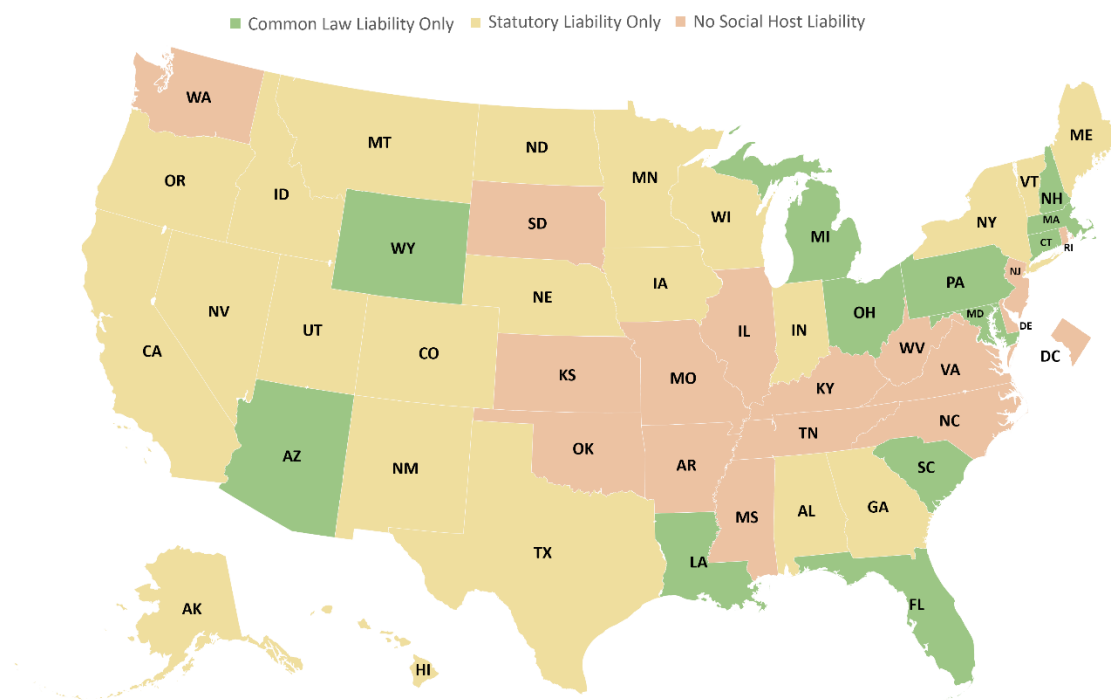 Common Law Liability Only Statutory Liability Only No Social Host Liability
WA
MT
ND
ME
OR
ID
MN
VT
NH
SD
WI
NY
MA
WY
MI
CT
RI
NE
IA
PA
NJ
NV
UT
IL
IN
OH
MD
CA
CO
DE
WV
DC
KS
MO
VA
KY
NC
TN
AZ
NM
OK
AR
SC
MS
AL
GA
TX
LA
AK
FL
HI